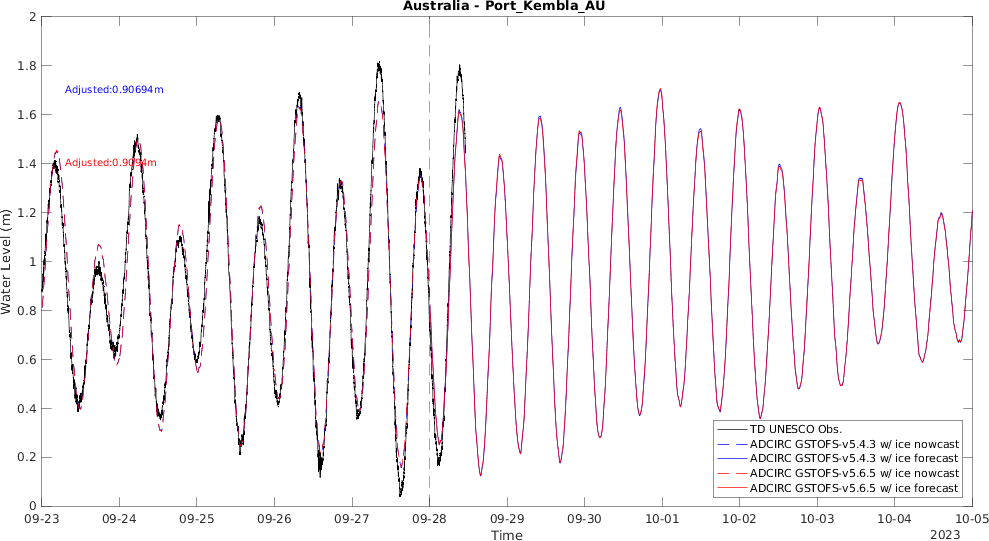 Australia - Port_Kembla_AU
2
1.8
1.6
1.4
1.2
1
0.8
0.6
0.4
0.2
0
Water Level (m)
Adjusted:0.90694m
Adjusted:0.9094m
TD UNESCO Obs.
ADCIRC GSTOFS-v5.4.3 w/ ice nowcast
ADCIRC GSTOFS-v5.4.3 w/ ice forecast
ADCIRC GSTOFS-v5.6.5 w/ ice nowcast
ADCIRC GSTOFS-v5.6.5 w/ ice forecast
09-23 09-24 09-25 09-26 09-27 09-28 09-29 09-30 10-01 10-02 10-03 10-04 10-05
Time
2023